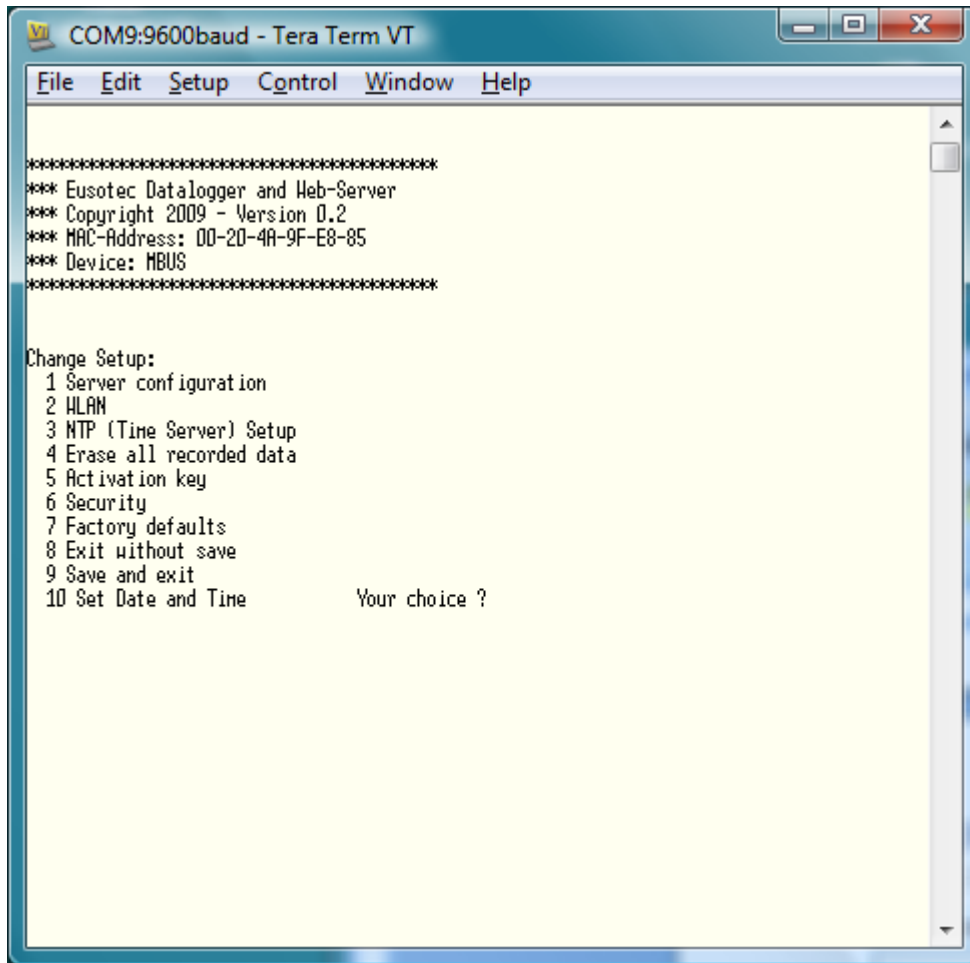 COM9:9600baud - Tera Term VT
File Edit Setup Control Window Help
*****************************************
*** Eusotec Datalogger and Web-Server
*** Copyright 2009 - Version 0.2
*** MAC-Address: 00-20-4A-9F-E8-85
*** Device: MBUS
*****************************************
Change Setup:
1 Server configuration
2 WLAN
3 NTP (Time Server) Setup
4 Erase all recorded data
5 Activation key
6 Security
7 Factory defaults
8 Exit without save
9 Save and exit
10 Set Date and Time Your choice ?